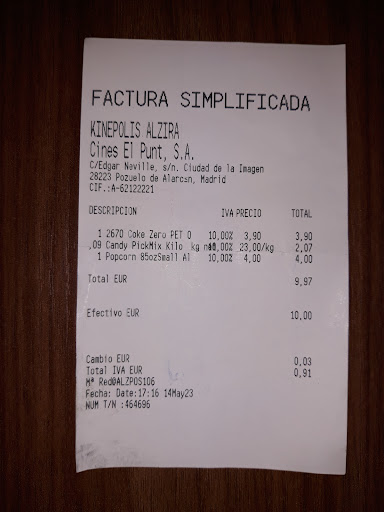 FACTURA SIMPLIFICADA
KINEPOLIS ALZIRA
Cines El Punt, S.A.
C/Edgar Neville, s/n. Ciudad de la Imagen
28223 Pozuelo de Alarcon, Madrid
CIF.:A-62122221
DESCRIPCION IVA PRECIO TOTAL
1 2670 Coke Zero PET 0 10,00% 3,90 3,90
,09 Candy PickMix Kilo kg 10,00% 23,00/kg 2,07
1 Popcorn 85ozSmall Al 10,00% 4,00 4,00
Total EUR 9,97
Efectivo EUR 10,00
Cambio EUR 0,03
Total IVA EUR 0,91
Mª Red@ALZPOS106
Fecha: Date:17:16 14May23
NUM T/N :464696